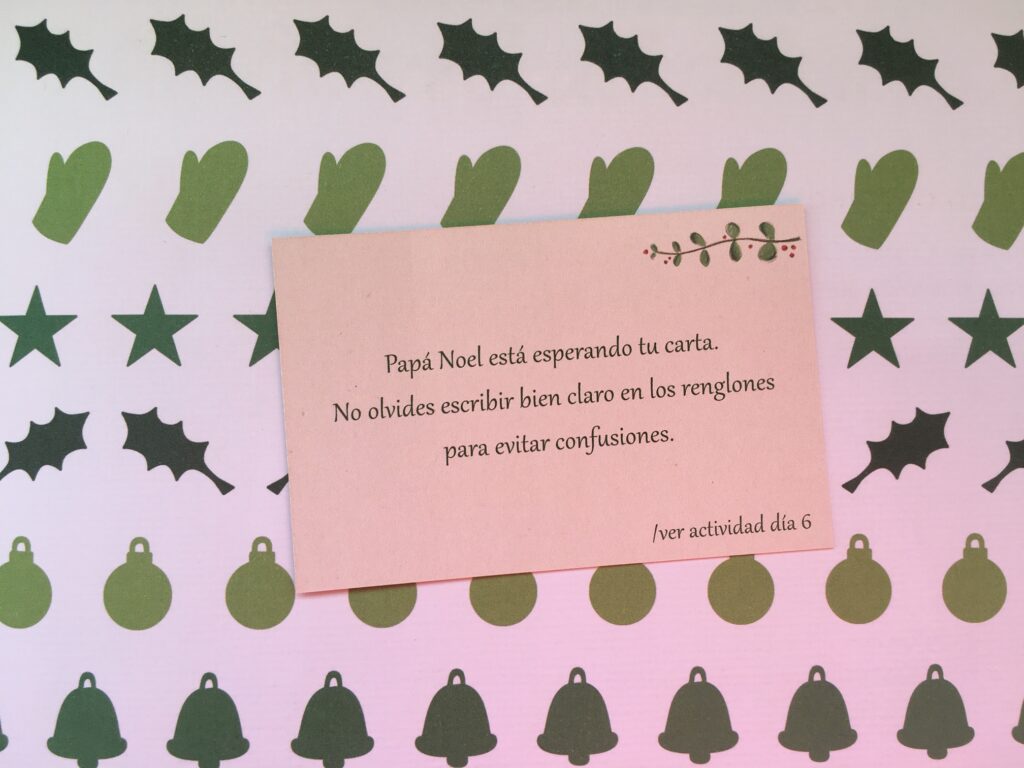 Papá Noel está esperando tu carta.
No olvides escribir bien claro en los renglones
para evitar confusiones.
/ver actividad día 6